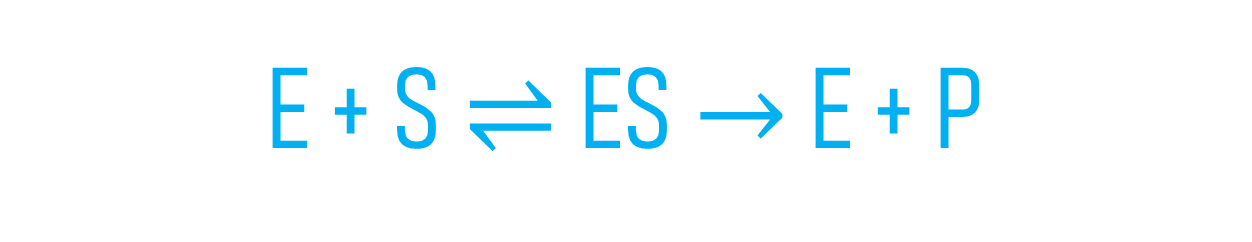 E + S ⇌ ES → E + P